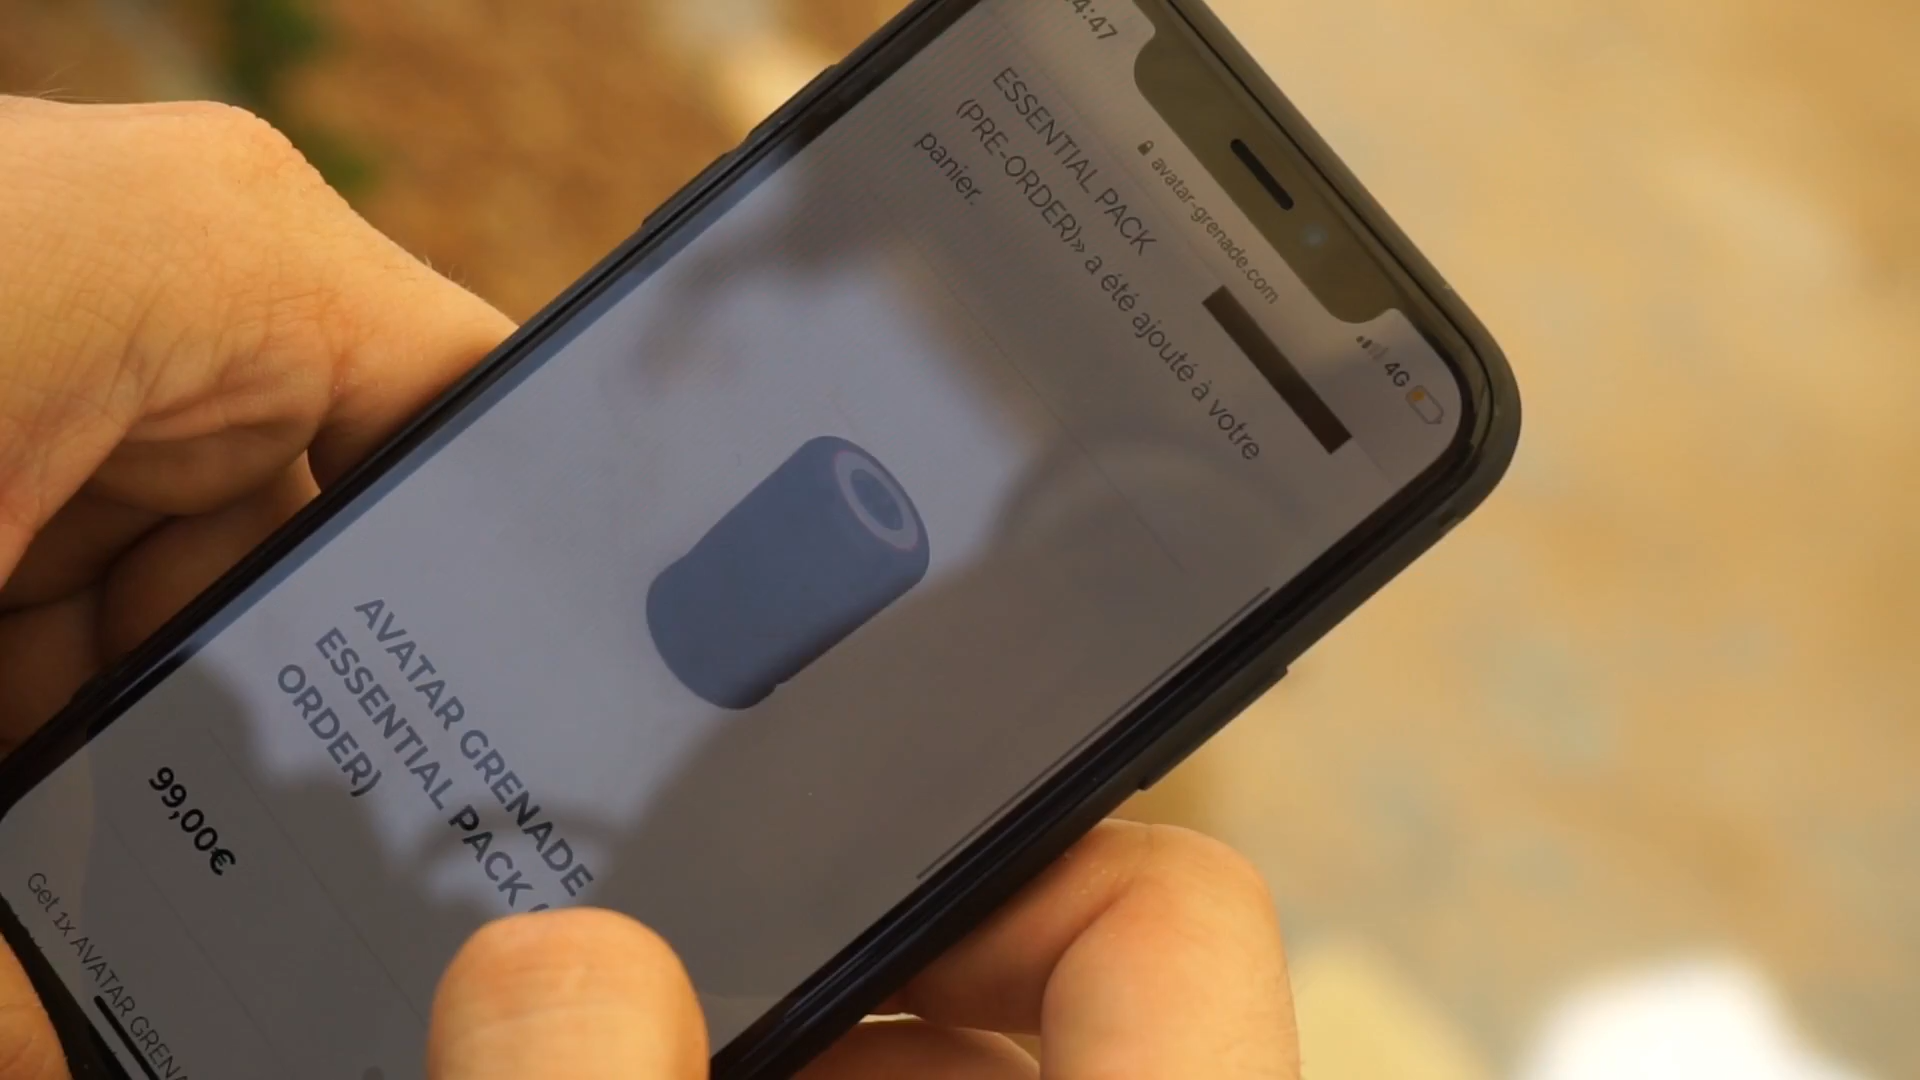 4:47
4G
avatar-grenade.com
ESSENTIAL PACK
(PRE-ORDER)» a été ajouté à votre
panier.
AVATAR GRENADE
ESSENTIAL PACK (
ORDER)
99,00€
Get 1x AVATAR GRENA